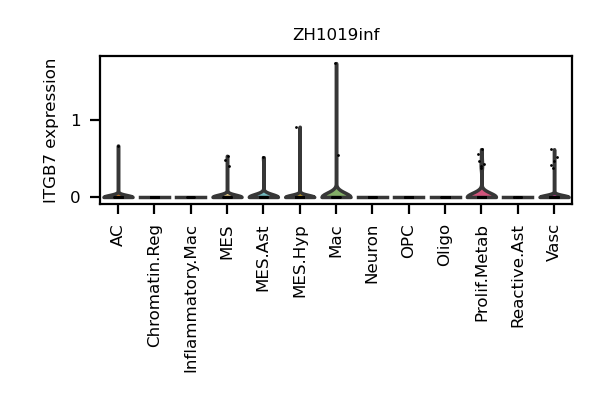 ZH1019inf
ITGB7 expression
1
0
AC
Chromatin.Reg
Inflammatory.Mac
MES
MES.Ast
MES.Hyp
Mac
Neuron
OPC
Oligo
Prolif.Metab
Reactive.Ast
Vasc